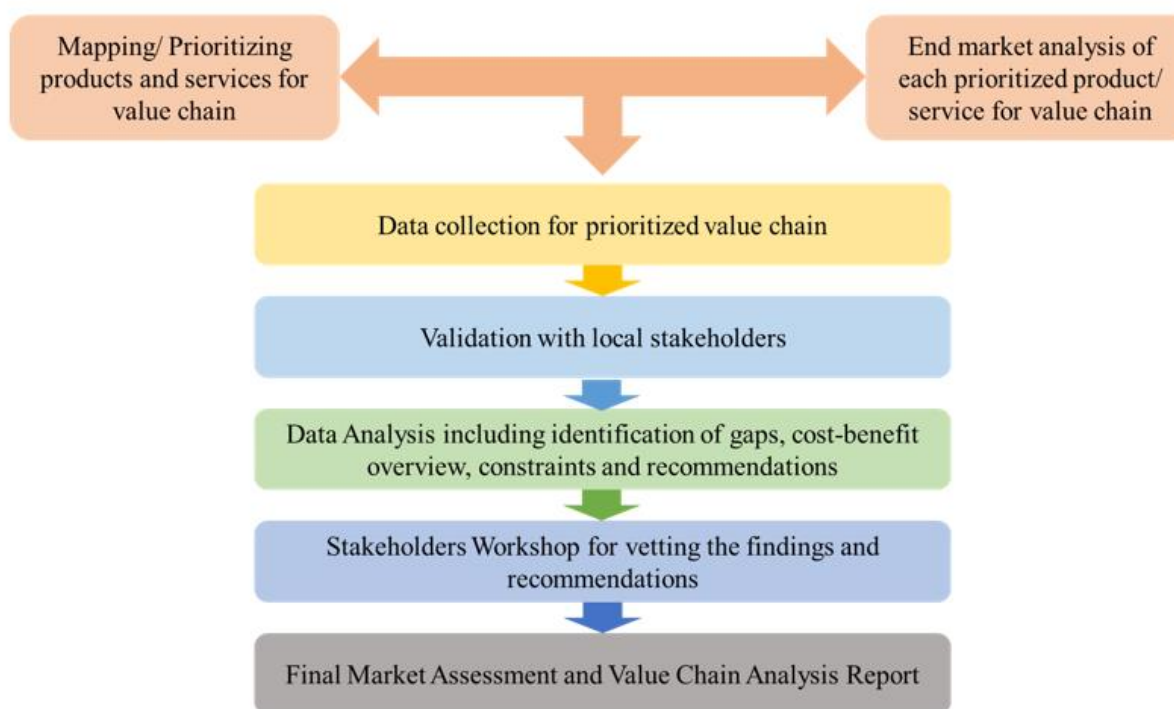 Mapping/ Prioritizing
products and services for
value chain
End market analysis of
each prioritized product/
service for value chain
Data collection for prioritized value chain
Validation with local stakeholders
Data Analysis including identification of gaps, cost-benefit
overview, constraints and recommendations
Stakeholders Workshop for vetting the findings and
recommendations
Final Market Assessment and Value Chain Analysis Report